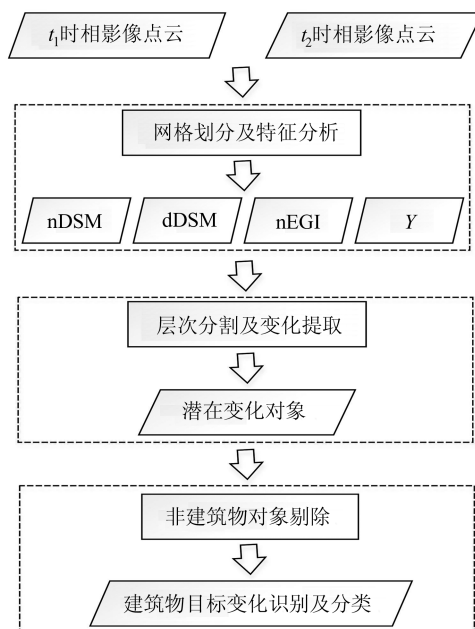 t₁时相影像点云 t₂时相影像点云
网格划分及特征分析
nDSM dDSM nEGI Y
层次分割及变化提取
潜在变化对象
非建筑物对象剔除
建筑物目标变化识别及分类